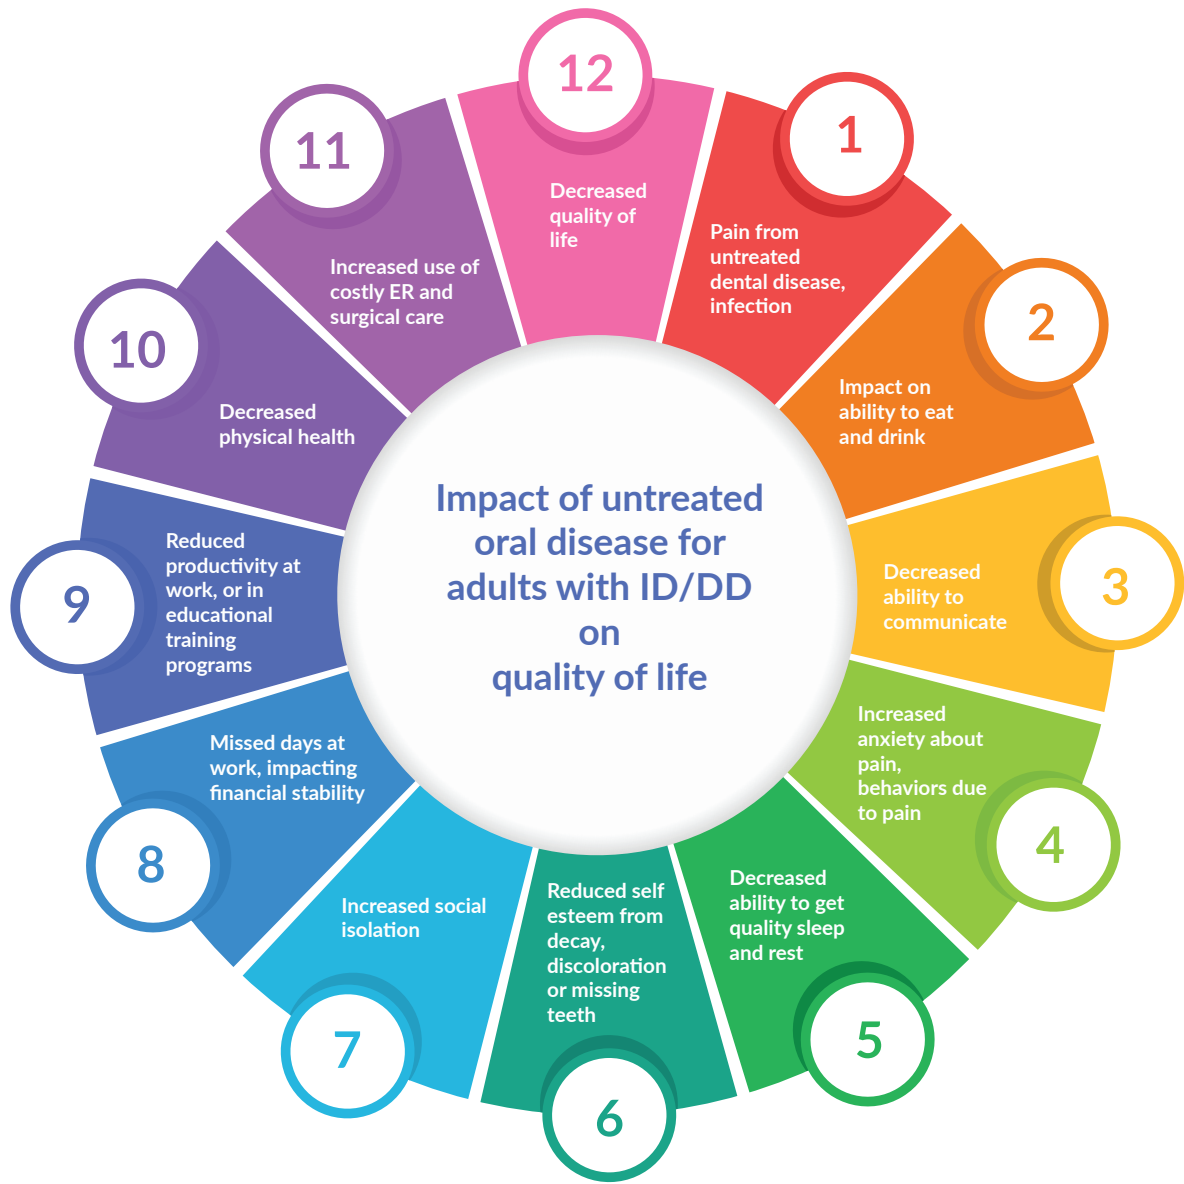 Impact of untreated
oral disease for
adults with ID/DD
on
quality of life
1
Pain from
untreated
dental disease,
infection
2
Impact on
ability to eat
and drink
3
Decreased
ability to
communicate
4
Increased
anxiety about
pain,
behaviors due
to pain
5
Decreased
ability to get
quality sleep
and rest
6
Reduced self
esteem from
decay,
discoloration
or missing
teeth
7
Increased social
isolation
8
Missed days at
work, impacting
financial stability
9
Reduced
productivity at
work, or in
educational
training
programs
10
Decreased
physical health
11
Increased use of
costly ER and
surgical care
12
Decreased
quality of
life